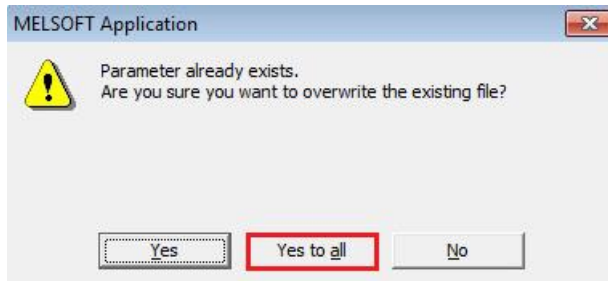 MELSOFT Application
Parameter already exists.
Are you sure you want to overwrite the existing file?
Yes
Yes to all
No